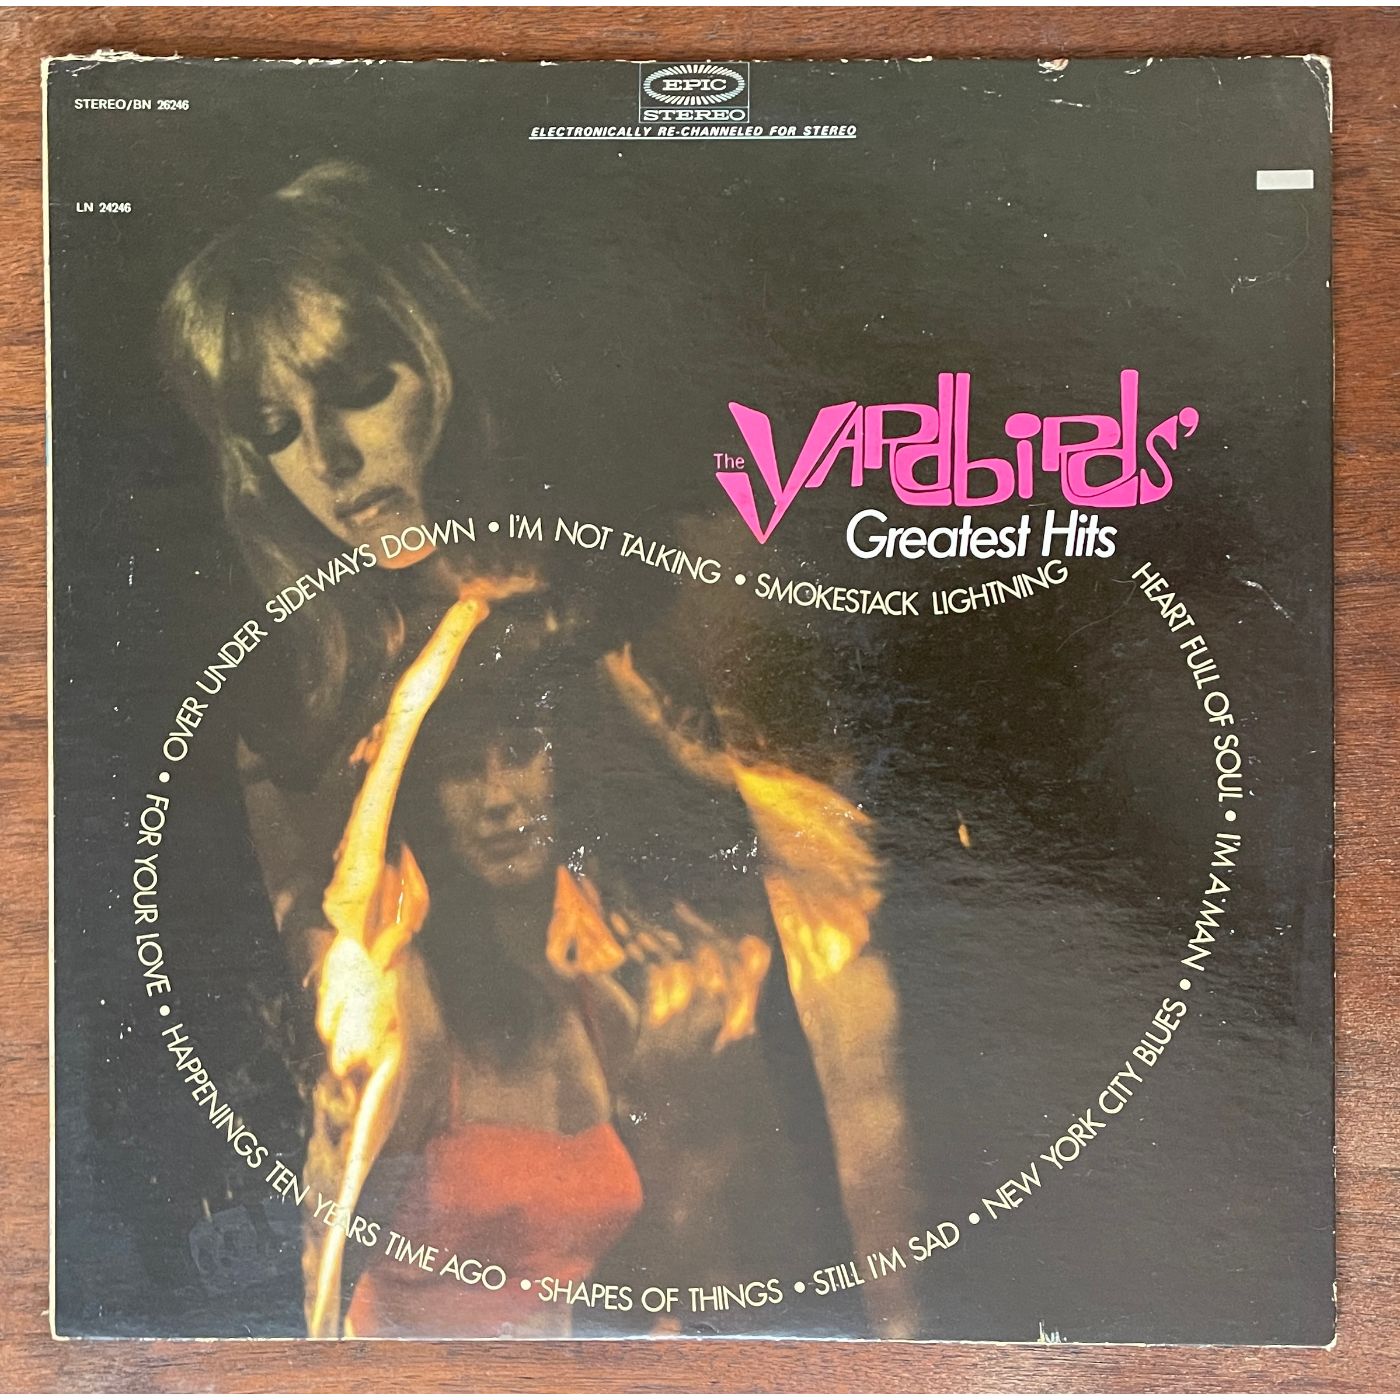 STEREO/BN 26246
EPIC
STEREO
ELECTRONICALLY RE-CHANNELED FOR STEREO
LN 24246
The YARDBIRDS'
Greatest Hits
HEART FULL OF SOUL • I'M A MAN • NEW YORK CITY BLUES • STILL I'M SAD • SHAPES OF THINGS • HAPPENINGS TEN YEARS TIME AGO • FOR YOUR LOVE • OVER UNDER SIDEWAYS DOWN • I'M NOT TALKING • SMOKESTACK LIGHTNING